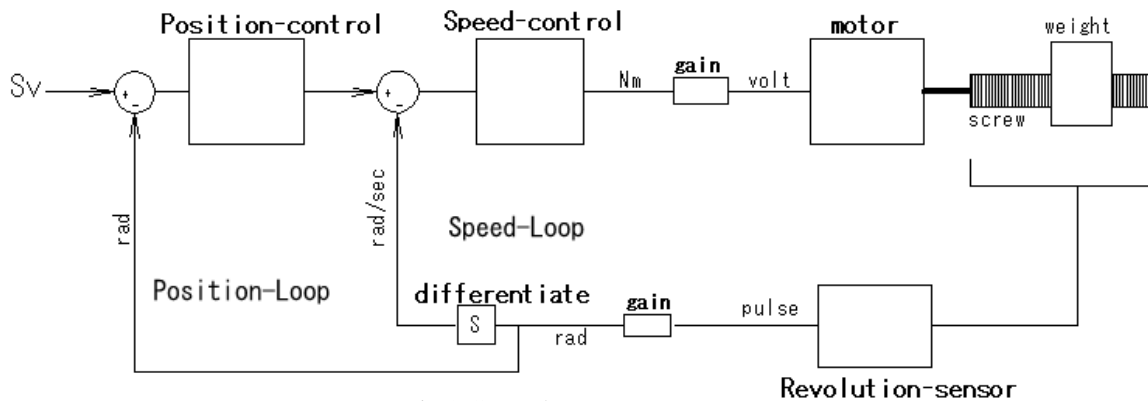 Position-control
Speed-control
motor
weight
Sv
+
-
+
-
Nm
gain
volt
screw
rad
rad/sec
Speed-Loop
Position-Loop
differentiate
S
rad
gain
pulse
Revolution-sensor